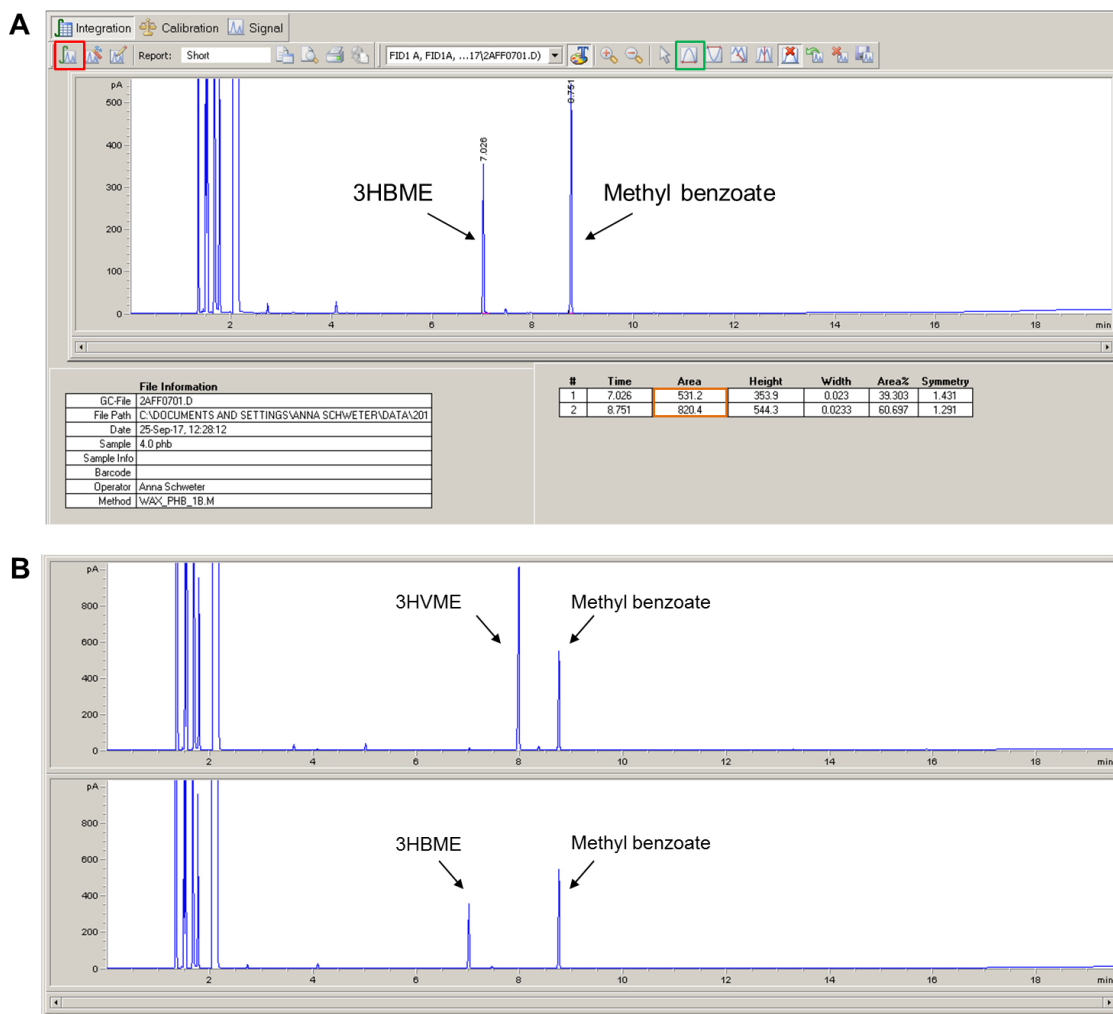 A
Integration Calibration Signal
Report: Short FID1 A, FID1A, ...17\2AFF0701.D)
pA
500
400
300
200
100
0
7.026
8.751
3HBME Methyl benzoate
2 4 6 8 10 12 14 16 18 min
File Information
GC-File 2AFF0701.D
File Path C:\DOCUMENTS AND SETTINGS\ANNA SCHWETER\DATA\201
Date 25-Sep-17, 12:28:12
Sample 4.0 phb
Sample Info
Barcode
Operator Anna Schweter
Method WAX_PHB_1B.M
# Time Area Height Width Area% Symmetry
1 7.026 531.2 353.9 0.023 39.303 1.431
2 8.751 820.4 544.3 0.0233 60.697 1.291
B
pA
800
600
400
200
0
3HVME Methyl benzoate
2 4 6 8 10 12 14 16 18 min
pA
800
600
400
200
0
3HBME Methyl benzoate
2 4 6 8 10 12 14 16 18 min